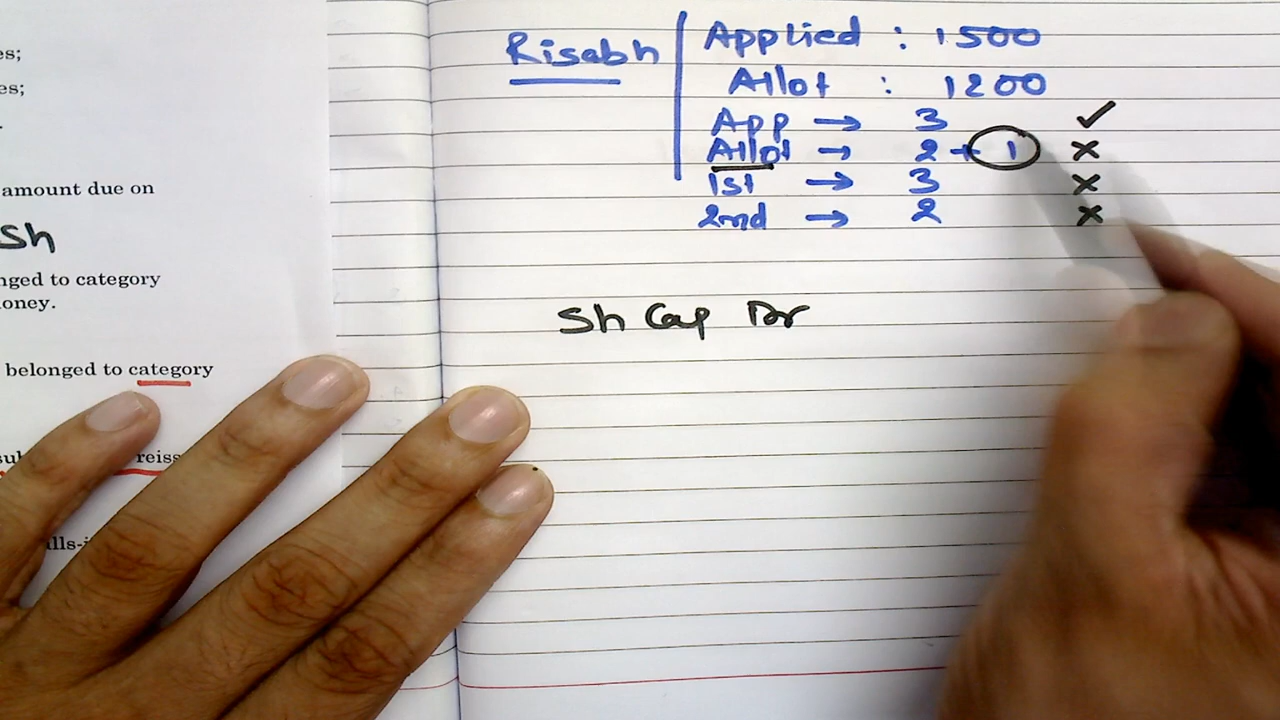 es;
es;
amount due on
sh
nged to category
oney.
belonged to category
reiss
Risabh
Applied : 1500
Allot : 1200
App → 3 ✓
Allot → 2 + 1 ×
1st → 3 ×
2nd → 2 ×
Sh Cap Dr